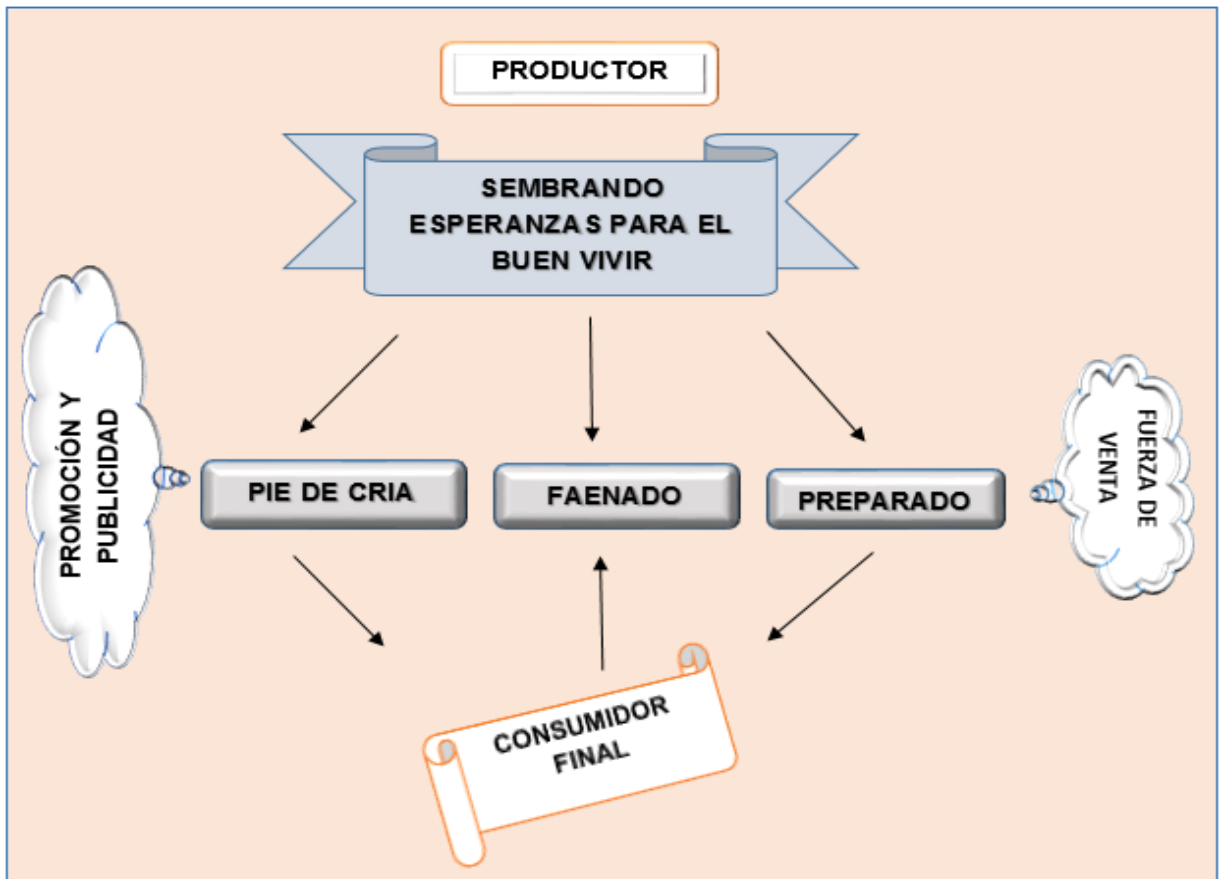 PRODUCTOR
SEMBRANDO
ESPERANZAS PARA EL
BUEN VIVIR
PROMOCIÓN Y
PUBLICIDAD
PIE DE CRIA
FAENADO
PREPARADO
FUERZA DE
VENTA
CONSUMIDOR
FINAL